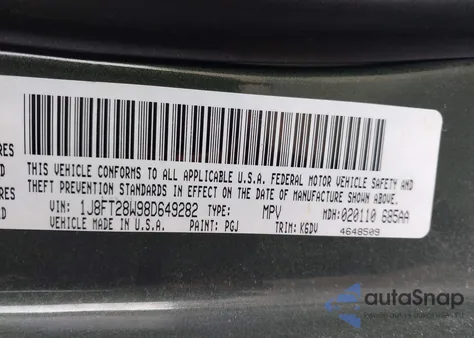 RES
RES
THIS VEHICLE CONFORMS TO ALL APPLICABLE U.S.A. FEDERAL MOTOR VEHICLE SAFETY AND
THEFT PREVENTION STANDARDS IN EFFECT ON THE DATE OF MANUFACTURE SHOWN ABOVE.
VIN: 1J8FT28W98D649282 TYPE: MPV MDH:020110 685AA
VEHICLE MADE IN U.S.A. PAINT: PGJ TRIM: K6DV 4648509
autoSnap